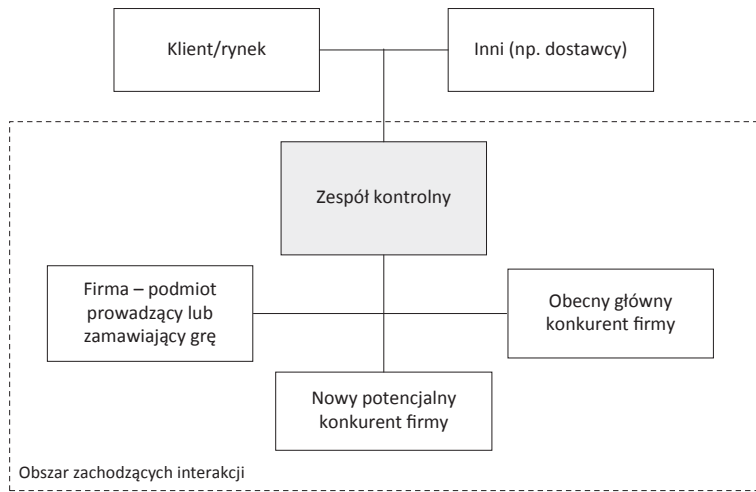 Klient/rynek
Inni (np. dostawcy)
Zespół kontrolny
Firma – podmiot
prowadzący lub
zamawiający grę
Obecny główny
konkurent firmy
Nowy potencjalny
konkurent firmy
Obszar zachodzących interakcji